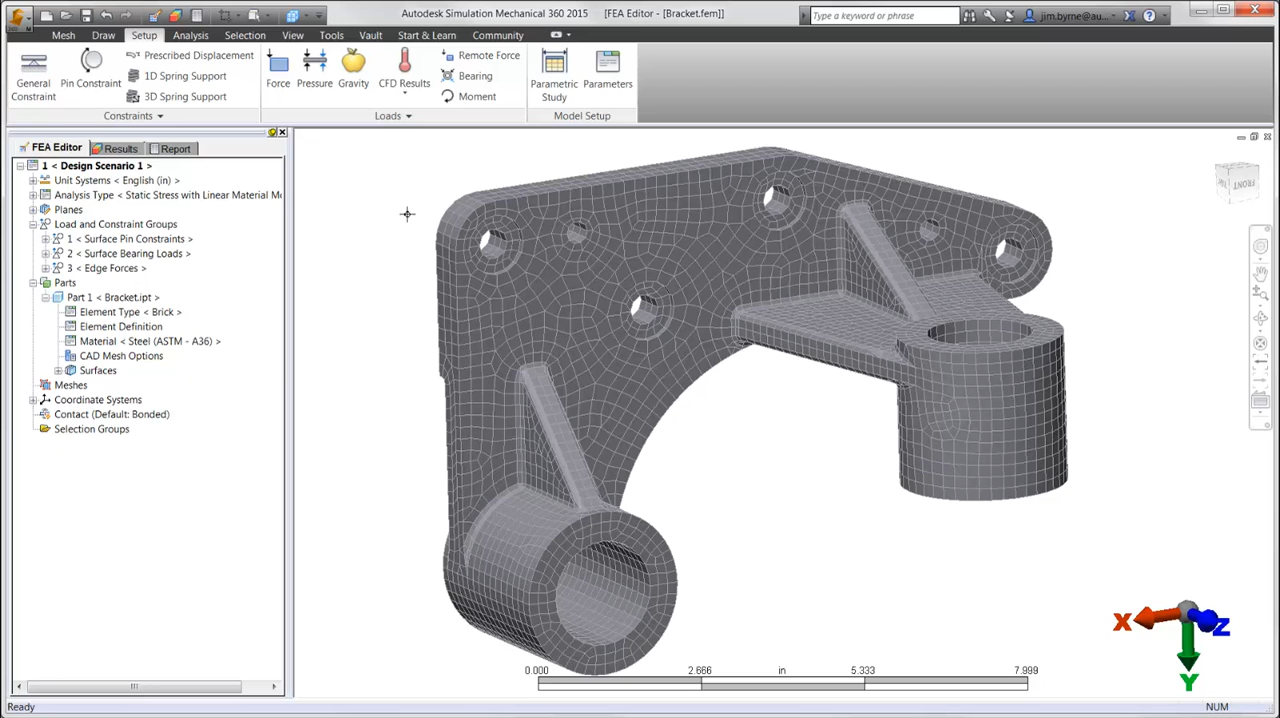 Autodesk Simulation Mechanical 360 2015 [FEA Editor - [Bracket.fem]]
Type a keyword or phrase
jim.byrne@au...
Mesh Draw Setup Analysis Selection View Tools Vault Start & Learn Community
General Constraint
Pin Constraint
Prescribed Displacement
1D Spring Support
3D Spring Support
Force Pressure Gravity CFD Results
Remote Force
Bearing
Moment
Parametric Study
Parameters
Constraints Loads Model Setup
FEA Editor Results Report
1 < Design Scenario 1 >
Unit Systems < English (in) >
Analysis Type < Static Stress with Linear Material M
Planes
Load and Constraint Groups
1 < Surface Pin Constraints >
2 < Surface Bearing Loads >
3 < Edge Forces >
Parts
Part 1 < Bracket.ipt >
Element Type < Brick >
Element Definition
Material < Steel (ASTM - A36) >
CAD Mesh Options
Surfaces
Meshes
Coordinate Systems
Contact (Default: Bonded)
Selection Groups
FRONT
X Z
Y
0.000 2.666 in 5.333 7.999
Ready NUM